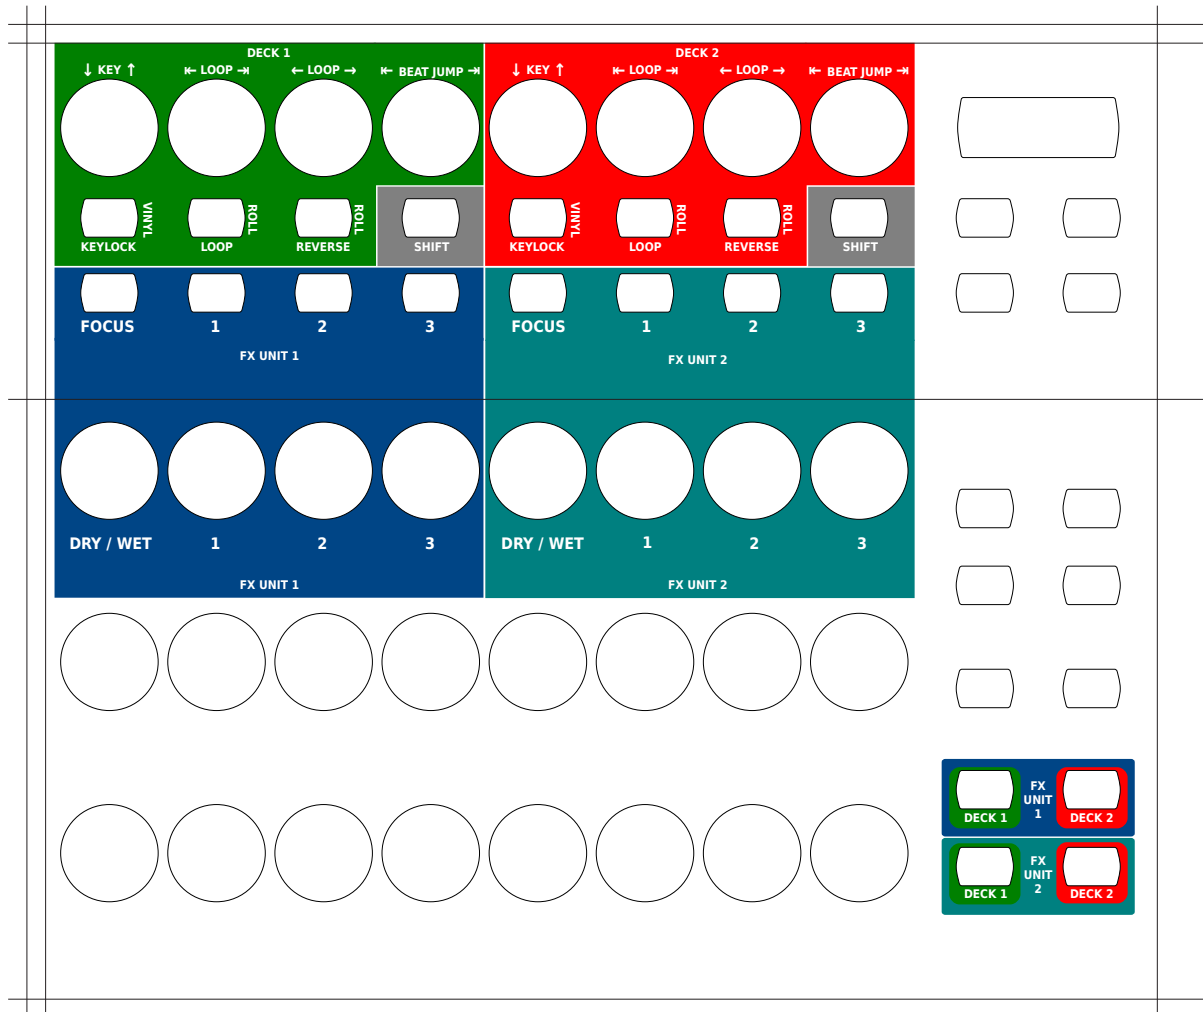 DECK 1
↓ KEY ↑ ⇤ LOOP ⇥ ← LOOP → ⇤ BEAT JUMP ⇥
VINYL ROLL ROLL
KEYLOCK LOOP REVERSE SHIFT
DECK 2
↓ KEY ↑ ⇤ LOOP ⇥ ← LOOP → ⇤ BEAT JUMP ⇥
VINYL ROLL ROLL
KEYLOCK LOOP REVERSE SHIFT
FOCUS 1 2 3
FX UNIT 1
FOCUS 1 2 3
FX UNIT 2
DRY / WET 1 2 3
FX UNIT 1
DRY / WET 1 2 3
FX UNIT 2
FX
UNIT
1
DECK 1 DECK 2
FX
UNIT
2
DECK 1 DECK 2